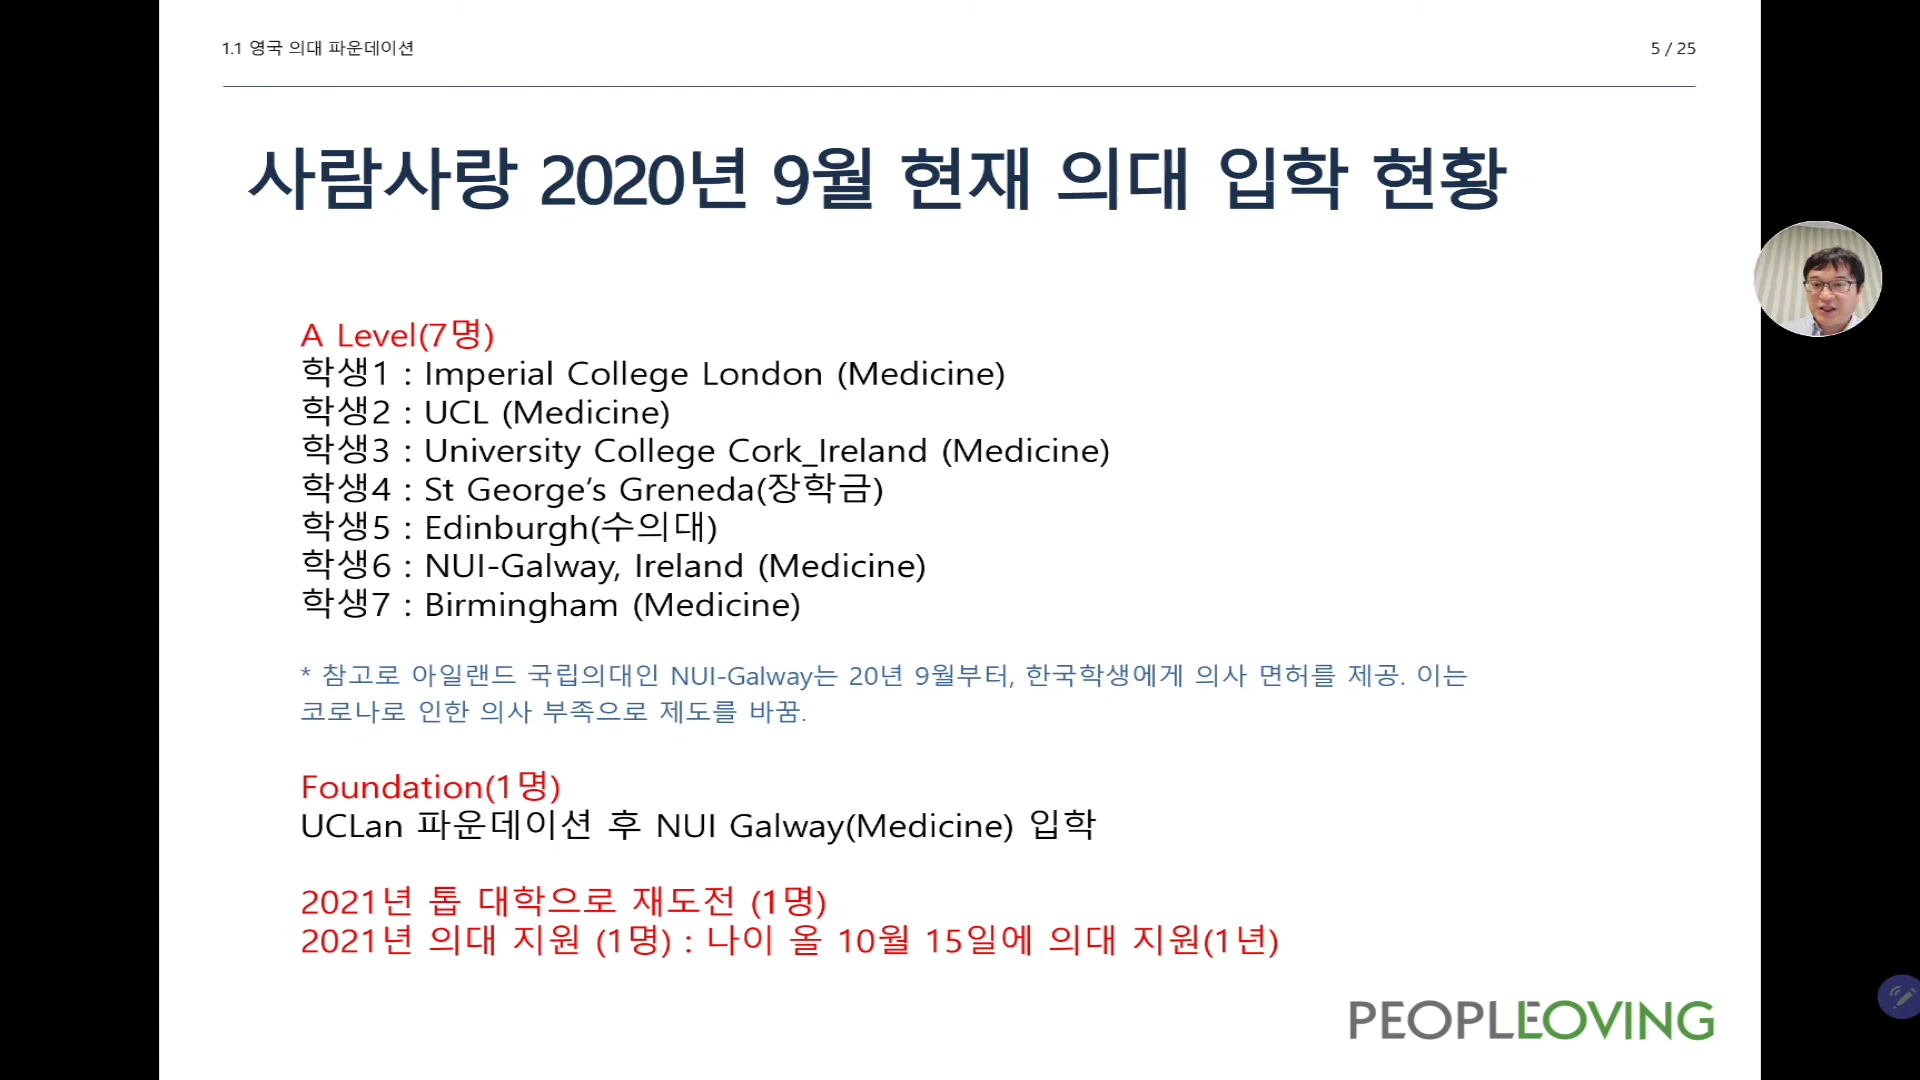 1.1 영국 의대 파운데이션
5 / 25
사람사랑 2020년 9월 현재 의대 입학 현황
A Level(7명)
학생1 : Imperial College London (Medicine)
학생2 : UCL (Medicine)
학생3 : University College Cork_Ireland (Medicine)
학생4 : St George’s Greneda(장학금)
학생5 : Edinburgh(수의대)
학생6 : NUI-Galway, Ireland (Medicine)
학생7 : Birmingham (Medicine)
* 참고로 아일랜드 국립의대인 NUI-Galway는 20년 9월부터, 한국학생에게 의사 면허를 제공. 이는
코로나로 인한 의사 부족으로 제도를 바꿈.
Foundation(1명)
UCLan 파운데이션 후 NUI Galway(Medicine) 입학
2021년 톱 대학으로 재도전 (1명)
2021년 의대 지원 (1명) : 나이 올 10월 15일에 의대 지원(1년)
PEOPLEOVING